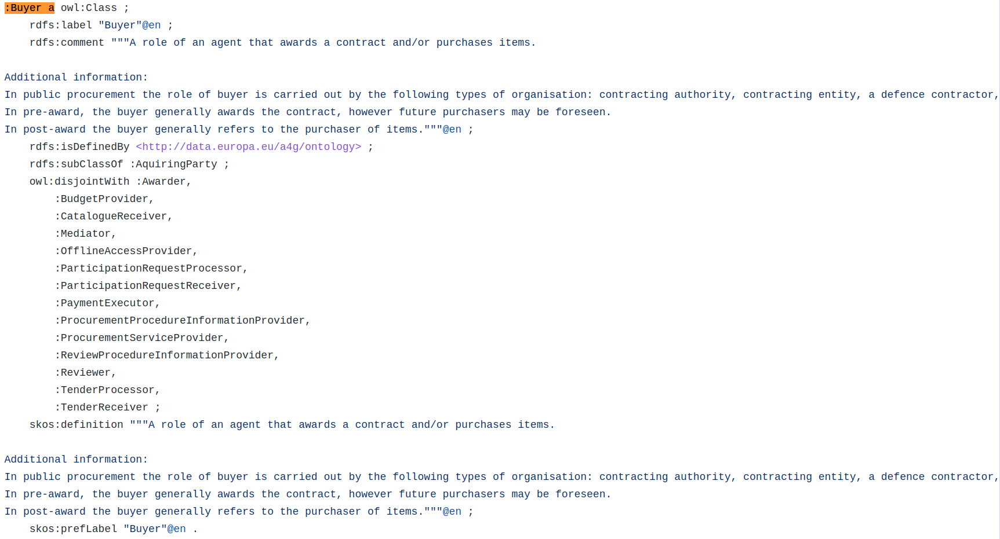 :Buyer a owl:Class ;
    rdfs:label "Buyer"@en ;
    rdfs:comment """A role of an agent that awards a contract and/or purchases items.

Additional information:
In public procurement the role of buyer is carried out by the following types of organisation: contracting authority, contracting entity, a defence contractor,
In pre-award, the buyer generally awards the contract, however future purchasers may be foreseen.
In post-award the buyer generally refers to the purchaser of items."""@en ;
    rdfs:isDefinedBy <http://data.europa.eu/a4g/ontology> ;
    rdfs:subClassOf :AquiringParty ;
    owl:disjointWith :Awarder,
        :BudgetProvider,
        :CatalogueReceiver,
        :Mediator,
        :OfflineAccessProvider,
        :ParticipationRequestProcessor,
        :ParticipationRequestReceiver,
        :PaymentExecutor,
        :ProcurementProcedureInformationProvider,
        :ProcurementServiceProvider,
        :ReviewProcedureInformationProvider,
        :Reviewer,
        :TenderProcessor,
        :TenderReceiver ;
    skos:definition """A role of an agent that awards a contract and/or purchases items.

Additional information:
In public procurement the role of buyer is carried out by the following types of organisation: contracting authority, contracting entity, a defence contractor,
In pre-award, the buyer generally awards the contract, however future purchasers may be foreseen.
In post-award the buyer generally refers to the purchaser of items."""@en ;
    skos:prefLabel "Buyer"@en .